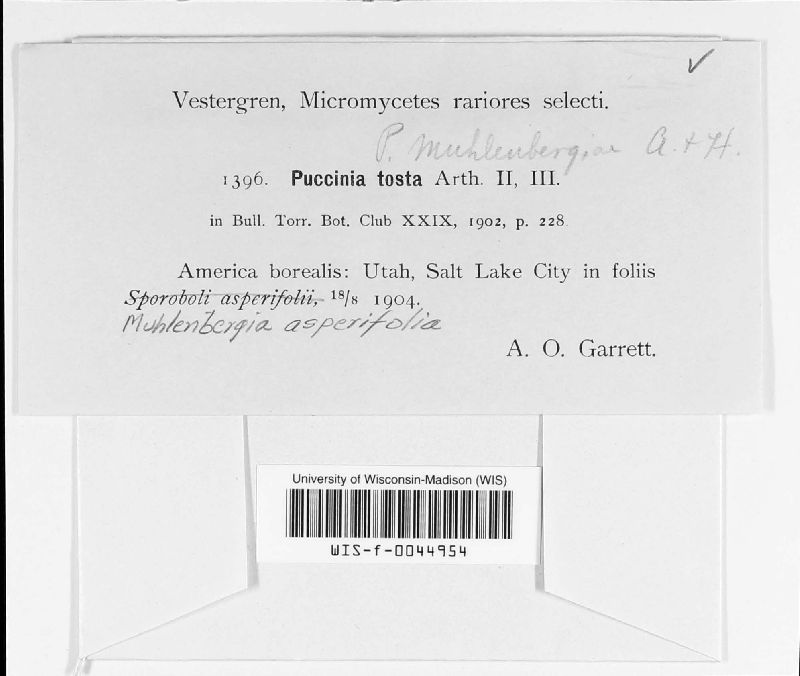 Vestergren, Micromycetes rariores selecti.
P. Muhlenbergiae A. + H.
1396. Puccinia tosta Arth. II, III.
in Bull. Torr. Bot. Club XXIX, 1902, p. 228.
America borealis: Utah, Salt Lake City in foliis
Sporoboli asperifolii, 18/8 1904.
Muhlenbergia asperifolia
A. O. Garrett.
University of Wisconsin-Madison (WIS)
WIS-f-0044954